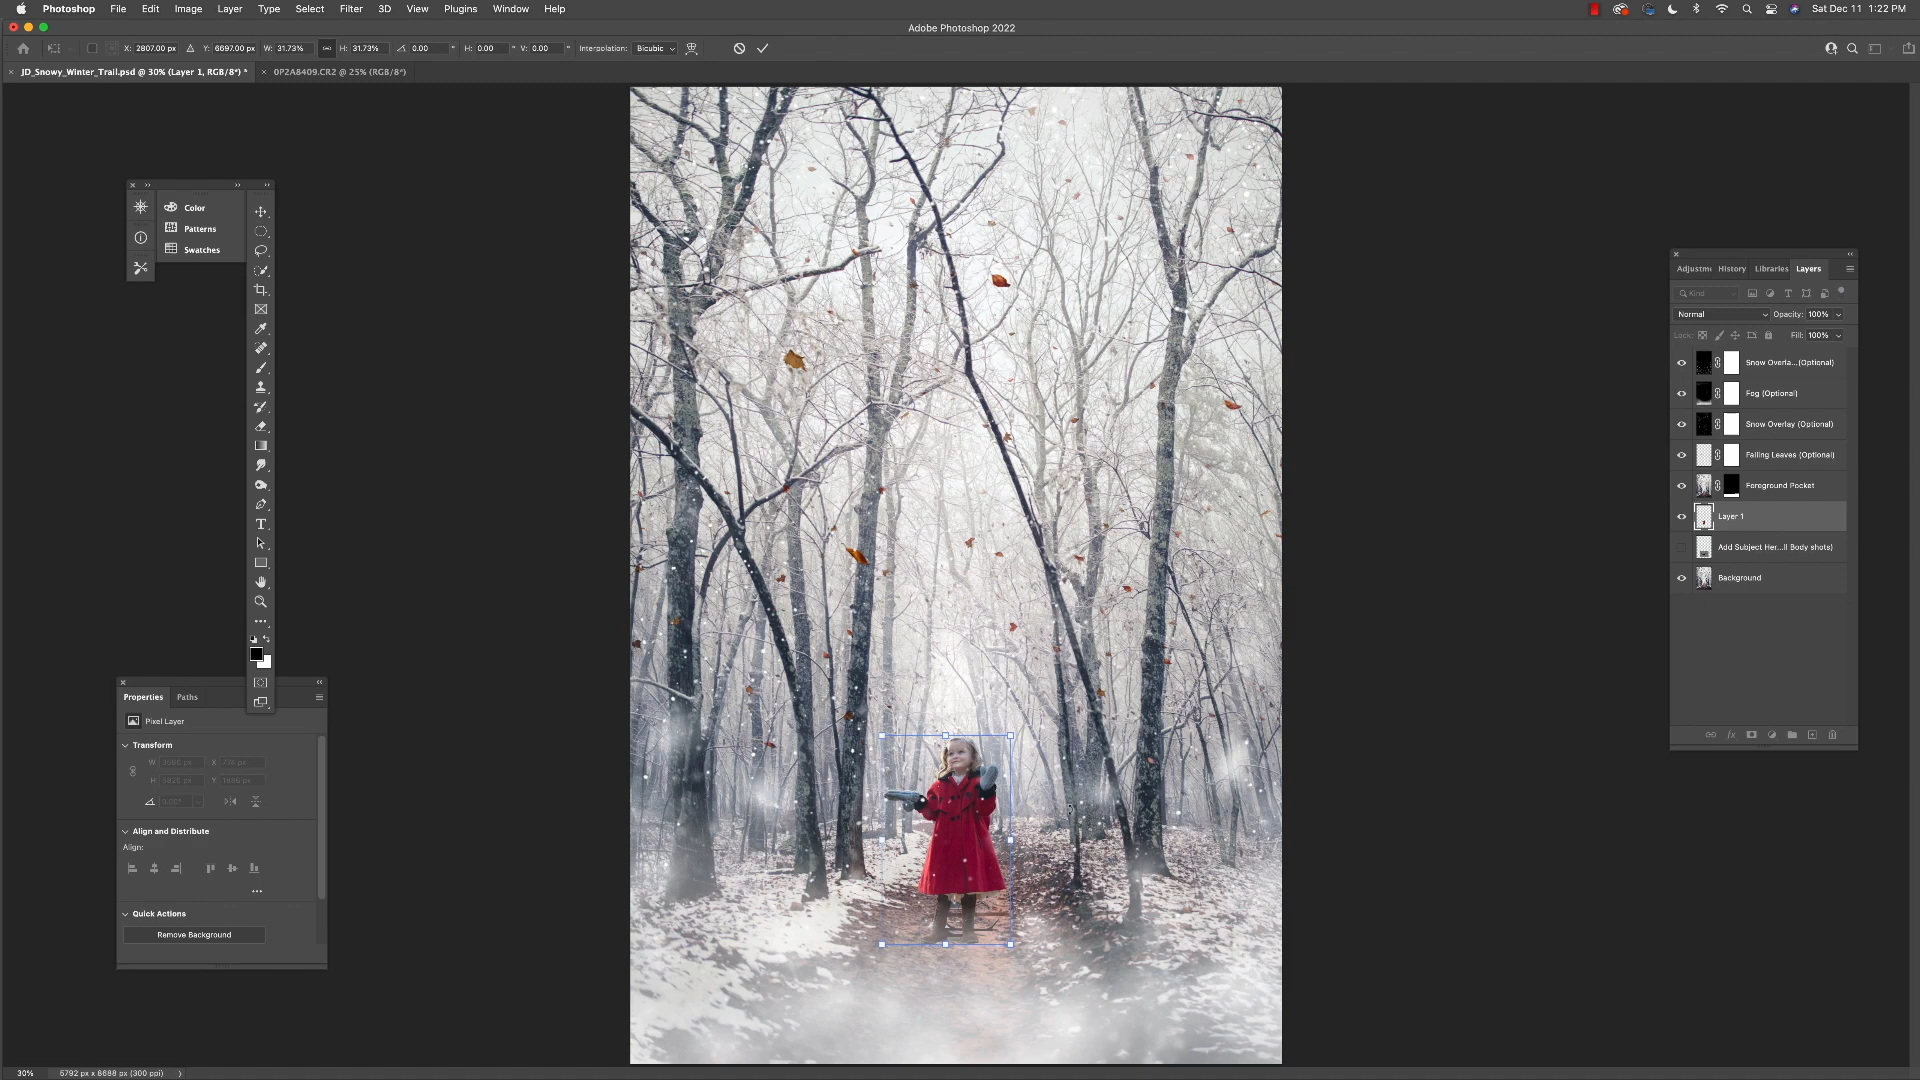 Photoshop File Edit Image Layer Type Select Filter 3D View Plugins Window Help Sat Dec 11 1:22 PM
Adobe Photoshop 2022
X: 2807.00 px Y: 6697.00 px W: 31.73% H: 31.73% 0.00 ° H: 0.00 ° V: 0.00 ° Interpolation: Bicubic
JD_Snowy_Winter_Trail.psd @ 30% (Layer 1, RGB/8*) * 0P2A8409.CR2 @ 25% (RGB/8*)
Color
Patterns
Swatches
Adjustm History Libraries Layers
Kind
Normal Opacity: 100%
Lock: Fill: 100%
Snow Overla...(Optional)
Fog (Optional)
Snow Overlay (Optional)
Falling Leaves (Optional)
Foreground Pocket
Layer 1
Add Subject Her...ll Body shots)
Background
fx
Properties Paths
Pixel Layer
Transform
W X
H Y
Align and Distribute
Align:
Quick Actions
Remove Background
30% 5792 px x 8688 px (300 ppi)